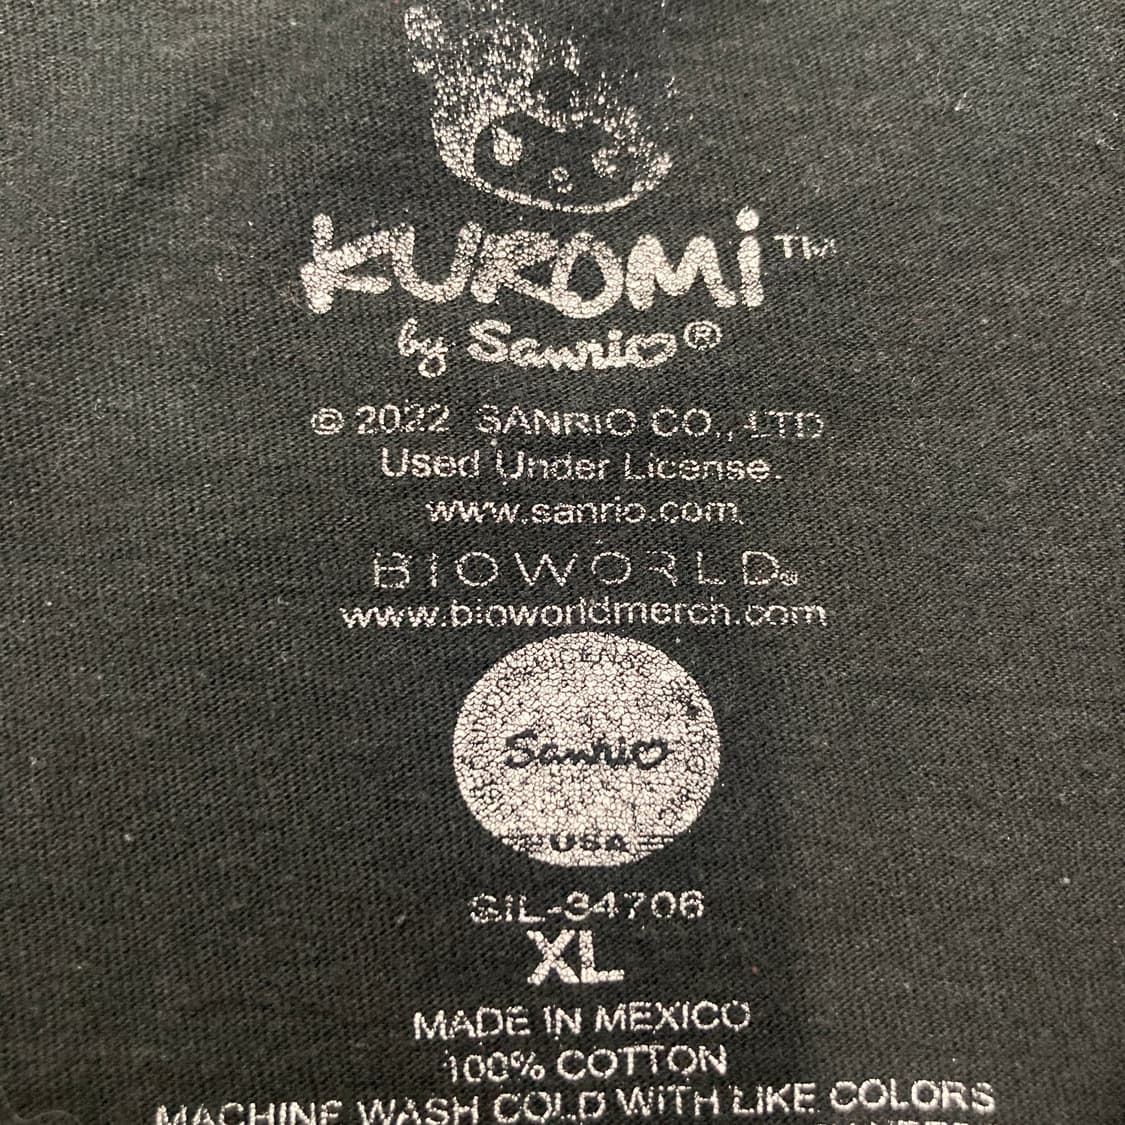 KUROMI™
by Sanrio®
© 2022 SANRIO CO., LTD
Used Under License.
www.sanrio.com
BIOWORLD®
www.bioworldmerch.com
Sanrio
USA
SIL-34706
XL
MADE IN MEXICO
100% COTTON
MACHINE WASH COLD WITH LIKE COLORS